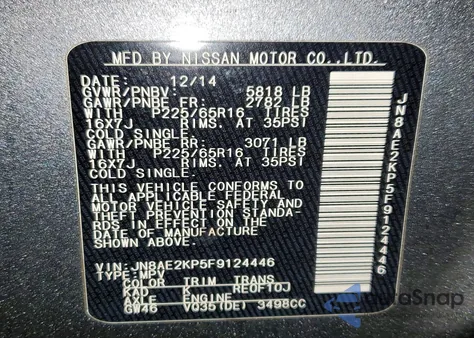 MFD BY NISSAN MOTOR CO.,LTD.
DATE: 12/14
GVWR/PNBV: 5818 LB
GAWR/PNBE FR: 2782 LB
WITH P225/65R16 TIRES
16X7J RIMS. AT 35PSI
COLD SINGLE.
GAWR/PNBE RR: 3071 LB
WITH P225/65R16 TIRES
16X7J RIMS. AT 35PSI
COLD SINGLE.
THIS VEHICLE CONFORMS TO
ALL APPLICABLE FEDERAL
MOTOR VEHICLE SAFETY AND
THEFT PREVENTION STANDA-
RDS IN EFFECT ON THE
DATE OF MANUFACTURE
SHOWN ABOVE.
VIN:JN8AE2KP5F9124446
TYPE:MPV
COLOR TRIM TRANS
KAD K RE0F10J
AXLE ENGINE
GW46 VQ35(DE) 3498CC
JN8AE2KP5F9124446
AutoSnap